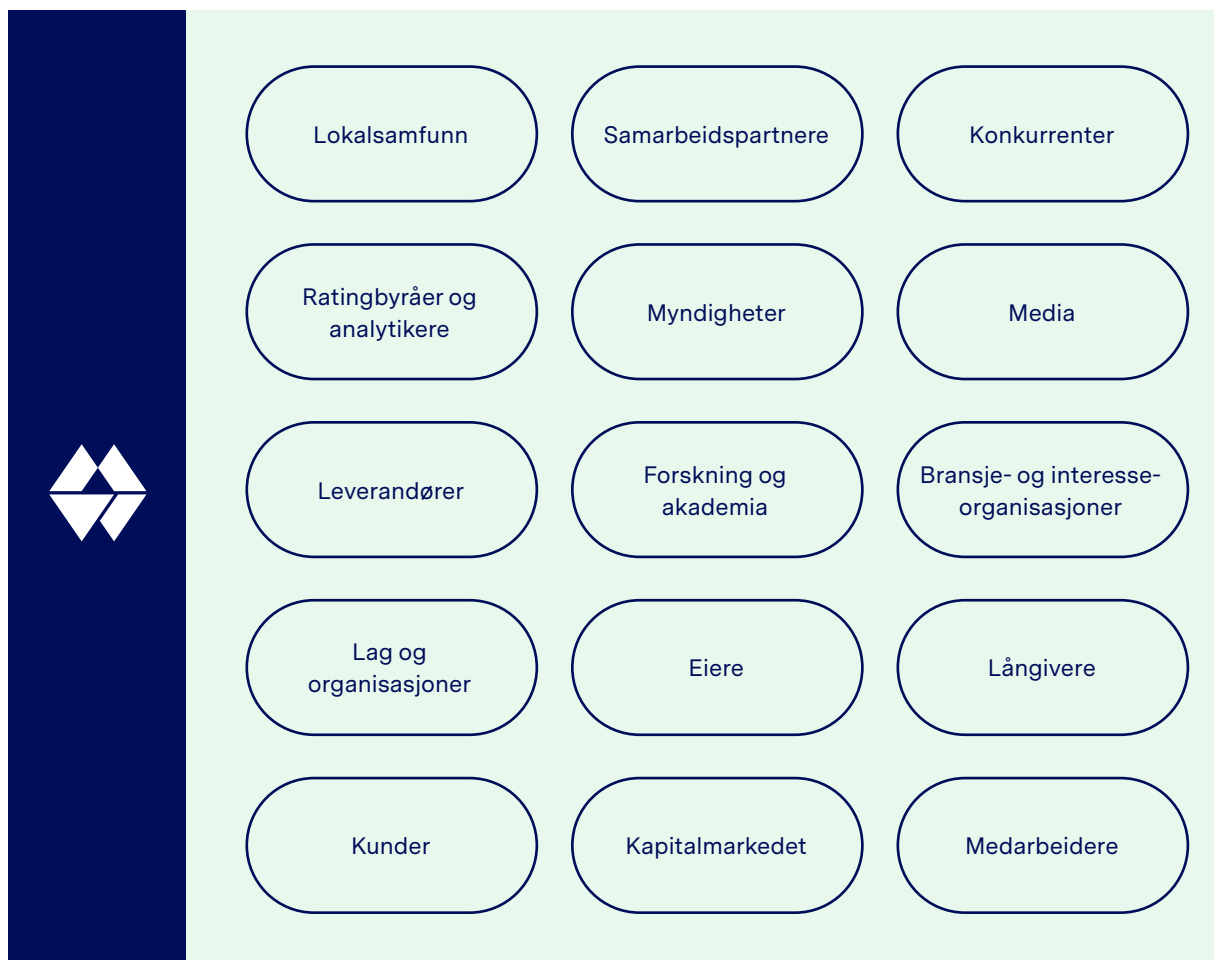 Lokalsamfunn
Samarbeidspartnere
Konkurrenter
Ratingbyråer og
analytikere
Myndigheter
Media
Leverandører
Forskning og
akademia
Bransje- og interesse-
organisasjoner
Lag og
organisasjoner
Eiere
Långivere
Kunder
Kapitalmarkedet
Medarbeidere